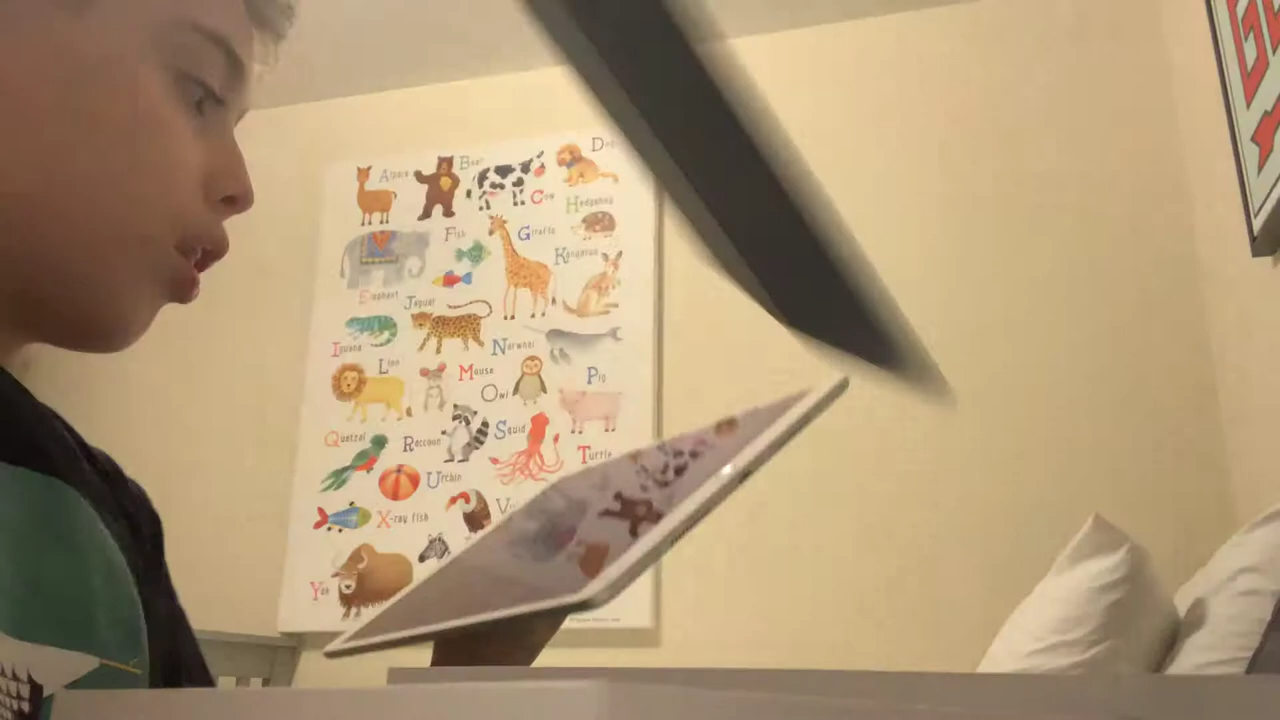 Alpaca
Bear
Cow
Elephant
Fish
Giraffe
Hedgehog
Iguana
Jaguar
Kangaroo
Lion
Mouse
Narwhal
Owl
Pig
Quetzal
Raccoon
Squid
Turtle
Urchin
X-ray fish
Yak